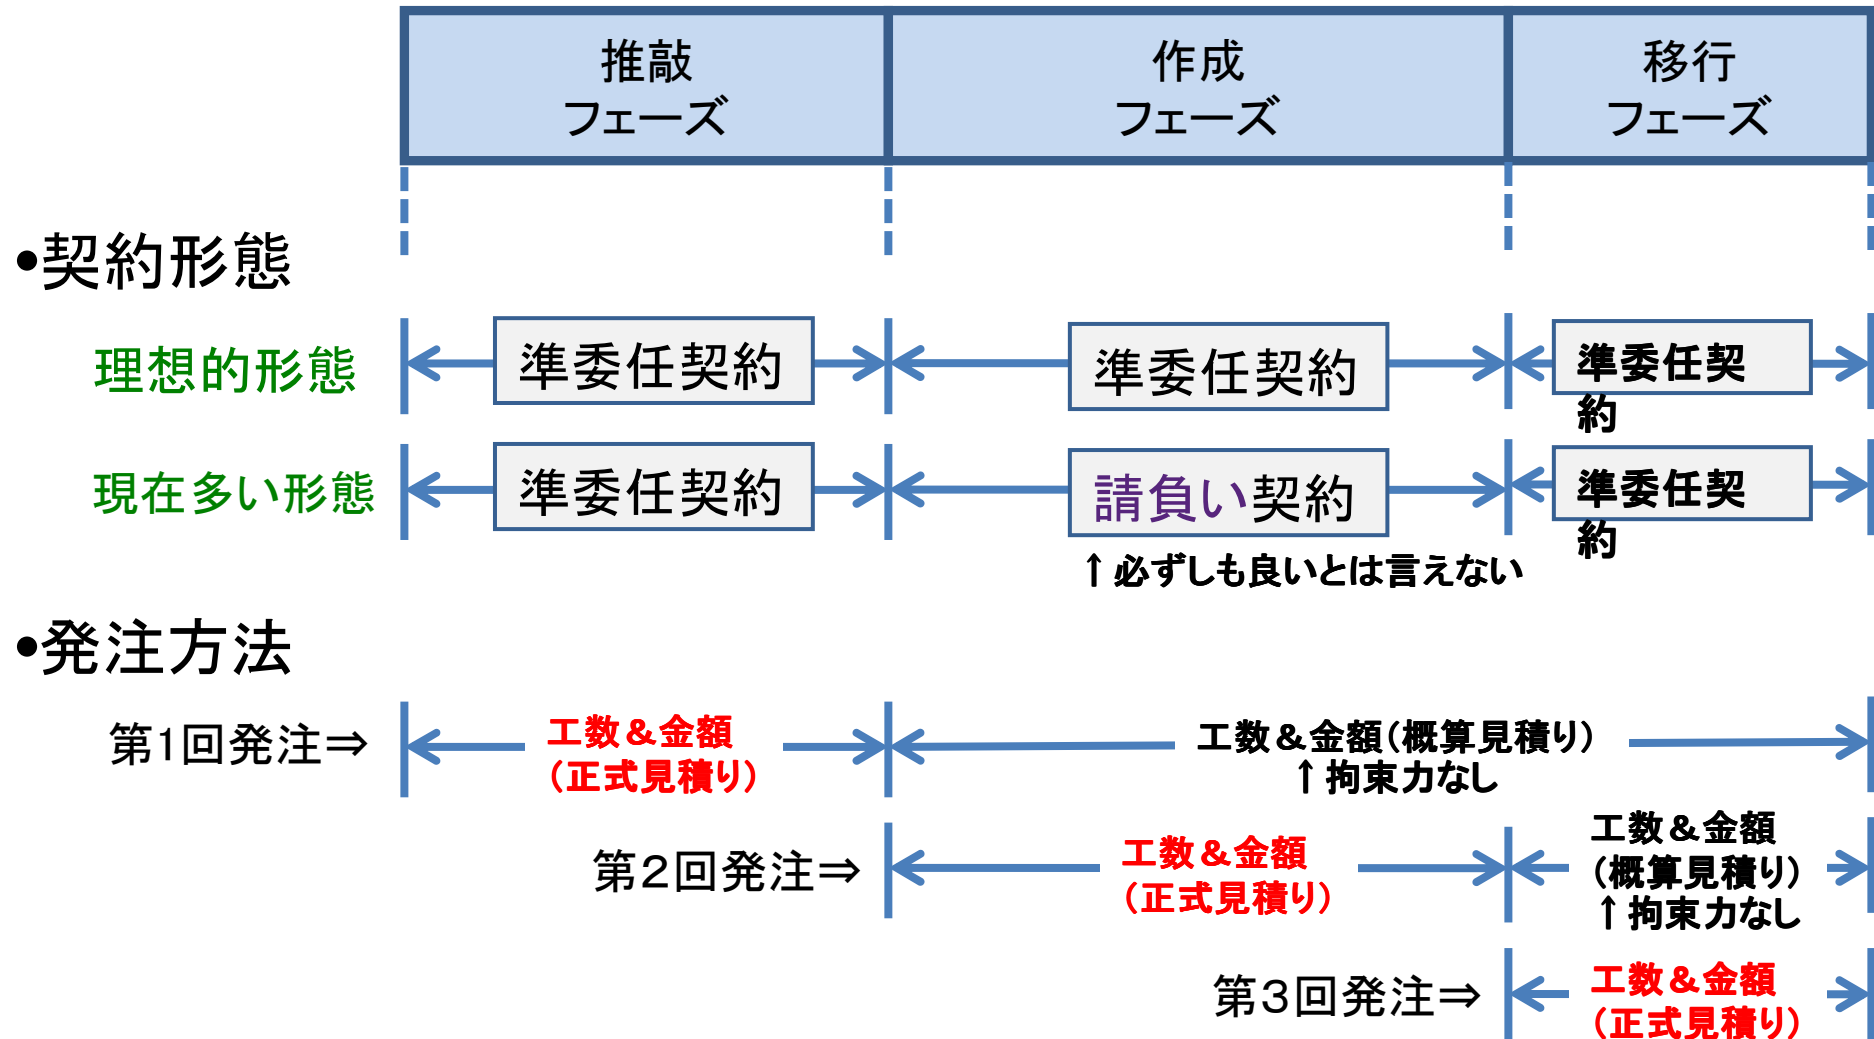 推敲
フェーズ
作成
フェーズ
移行
フェーズ
•契約形態
理想的形態
準委任契約
準委任契約
準委任契
約
現在多い形態
準委任契約
請負い契約
準委任契
約
↑必ずしも良いとは言えない
•発注方法
第1回発注⇒
工数＆金額
（正式見積り）
工数＆金額（概算見積り）
↑拘束力なし
第２回発注⇒
工数＆金額
（正式見積り）
工数＆金額
（概算見積り）
↑拘束力なし
第３回発注⇒
工数＆金額
（正式見積り）